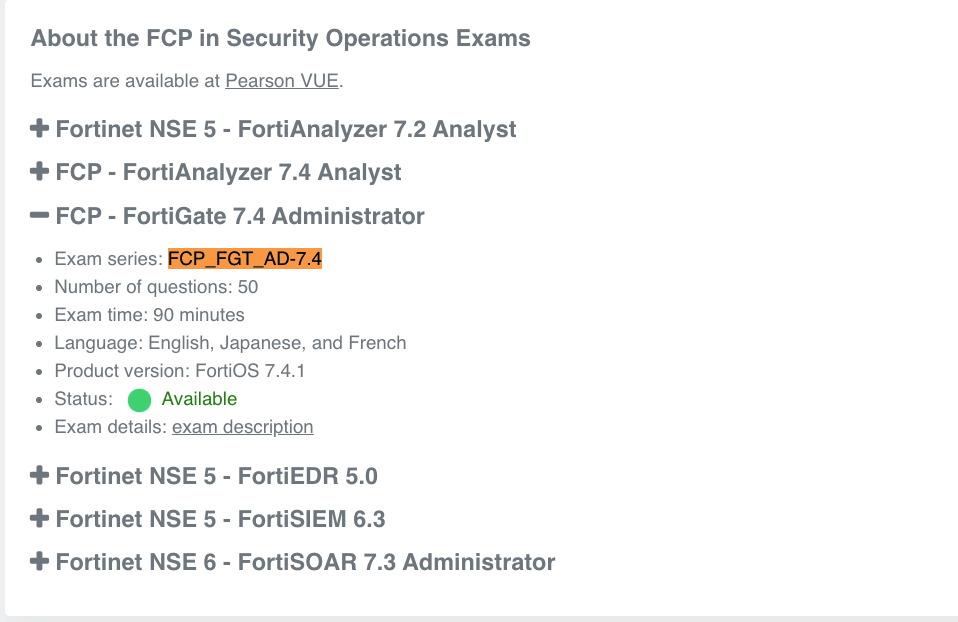 About the FCP in Security Operations Exams
Exams are available at Pearson VUE.
Fortinet NSE 5 - FortiAnalyzer 7.2 Analyst
FCP - FortiAnalyzer 7.4 Analyst
FCP - FortiGate 7.4 Administrator
Exam series: FCP_FGT_AD-7.4
Number of questions: 50
Exam time: 90 minutes
Language: English, Japanese, and French
Product version: FortiOS 7.4.1
Status: Available
Exam details: exam description
Fortinet NSE 5 - FortiEDR 5.0
Fortinet NSE 5 - FortiSIEM 6.3
Fortinet NSE 6 - FortiSOAR 7.3 Administrator